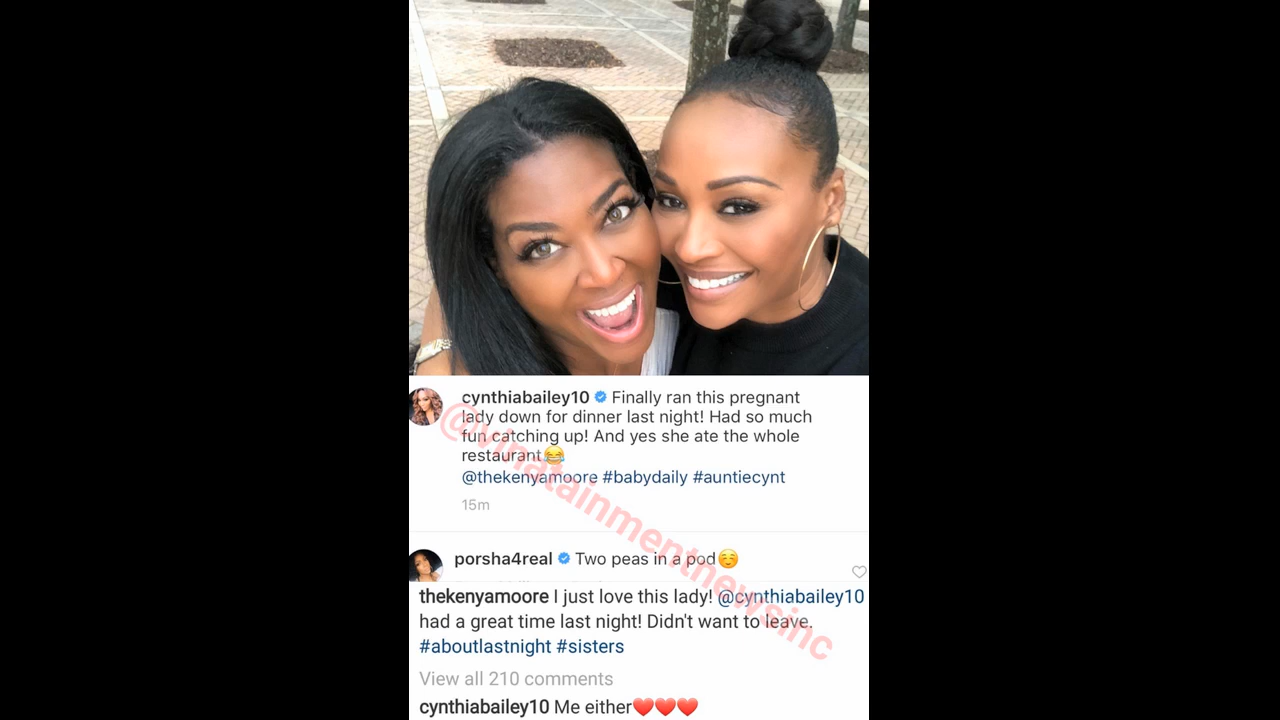 cynthiabailey10 Finally ran this pregnant
lady down for dinner last night! Had so much
fun catching up! And yes she ate the whole
restaurant😂
@thekenyamoore #babydaily #auntiecynt
15m
@vinatainmentnewsinc
porsha4real Two peas in a pod☺️
thekenyamoore I just love this lady! @cynthiabailey10
had a great time last night! Didn't want to leave.
#aboutlastnight #sisters
View all 210 comments
cynthiabailey10 Me either❤️❤️❤️